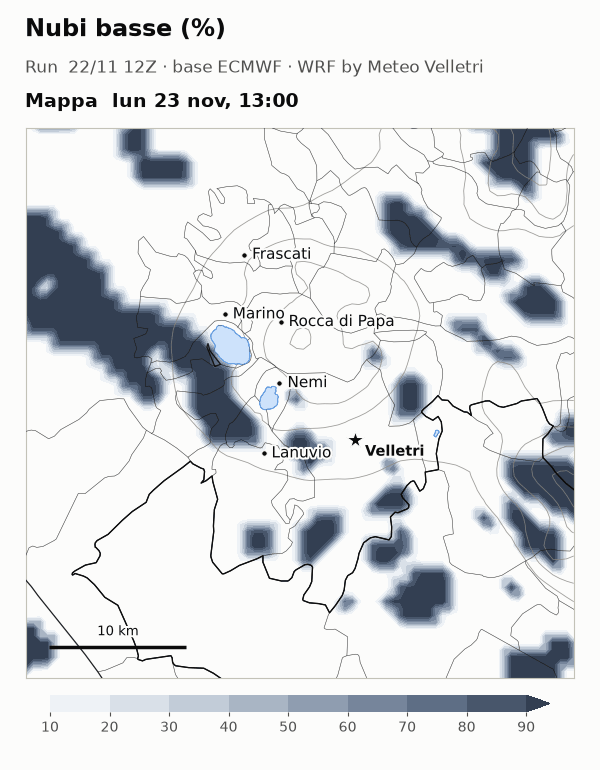 Nubi basse (%)
Run  22/11 12Z · base ECMWF · WRF by Meteo Velletri
Mappa  lun 23 nov, 13:00
Frascati
Marino
Rocca di Papa
Nemi
Velletri
Lanuvio
10 km
10 20 30 40 50 60 70 80 90